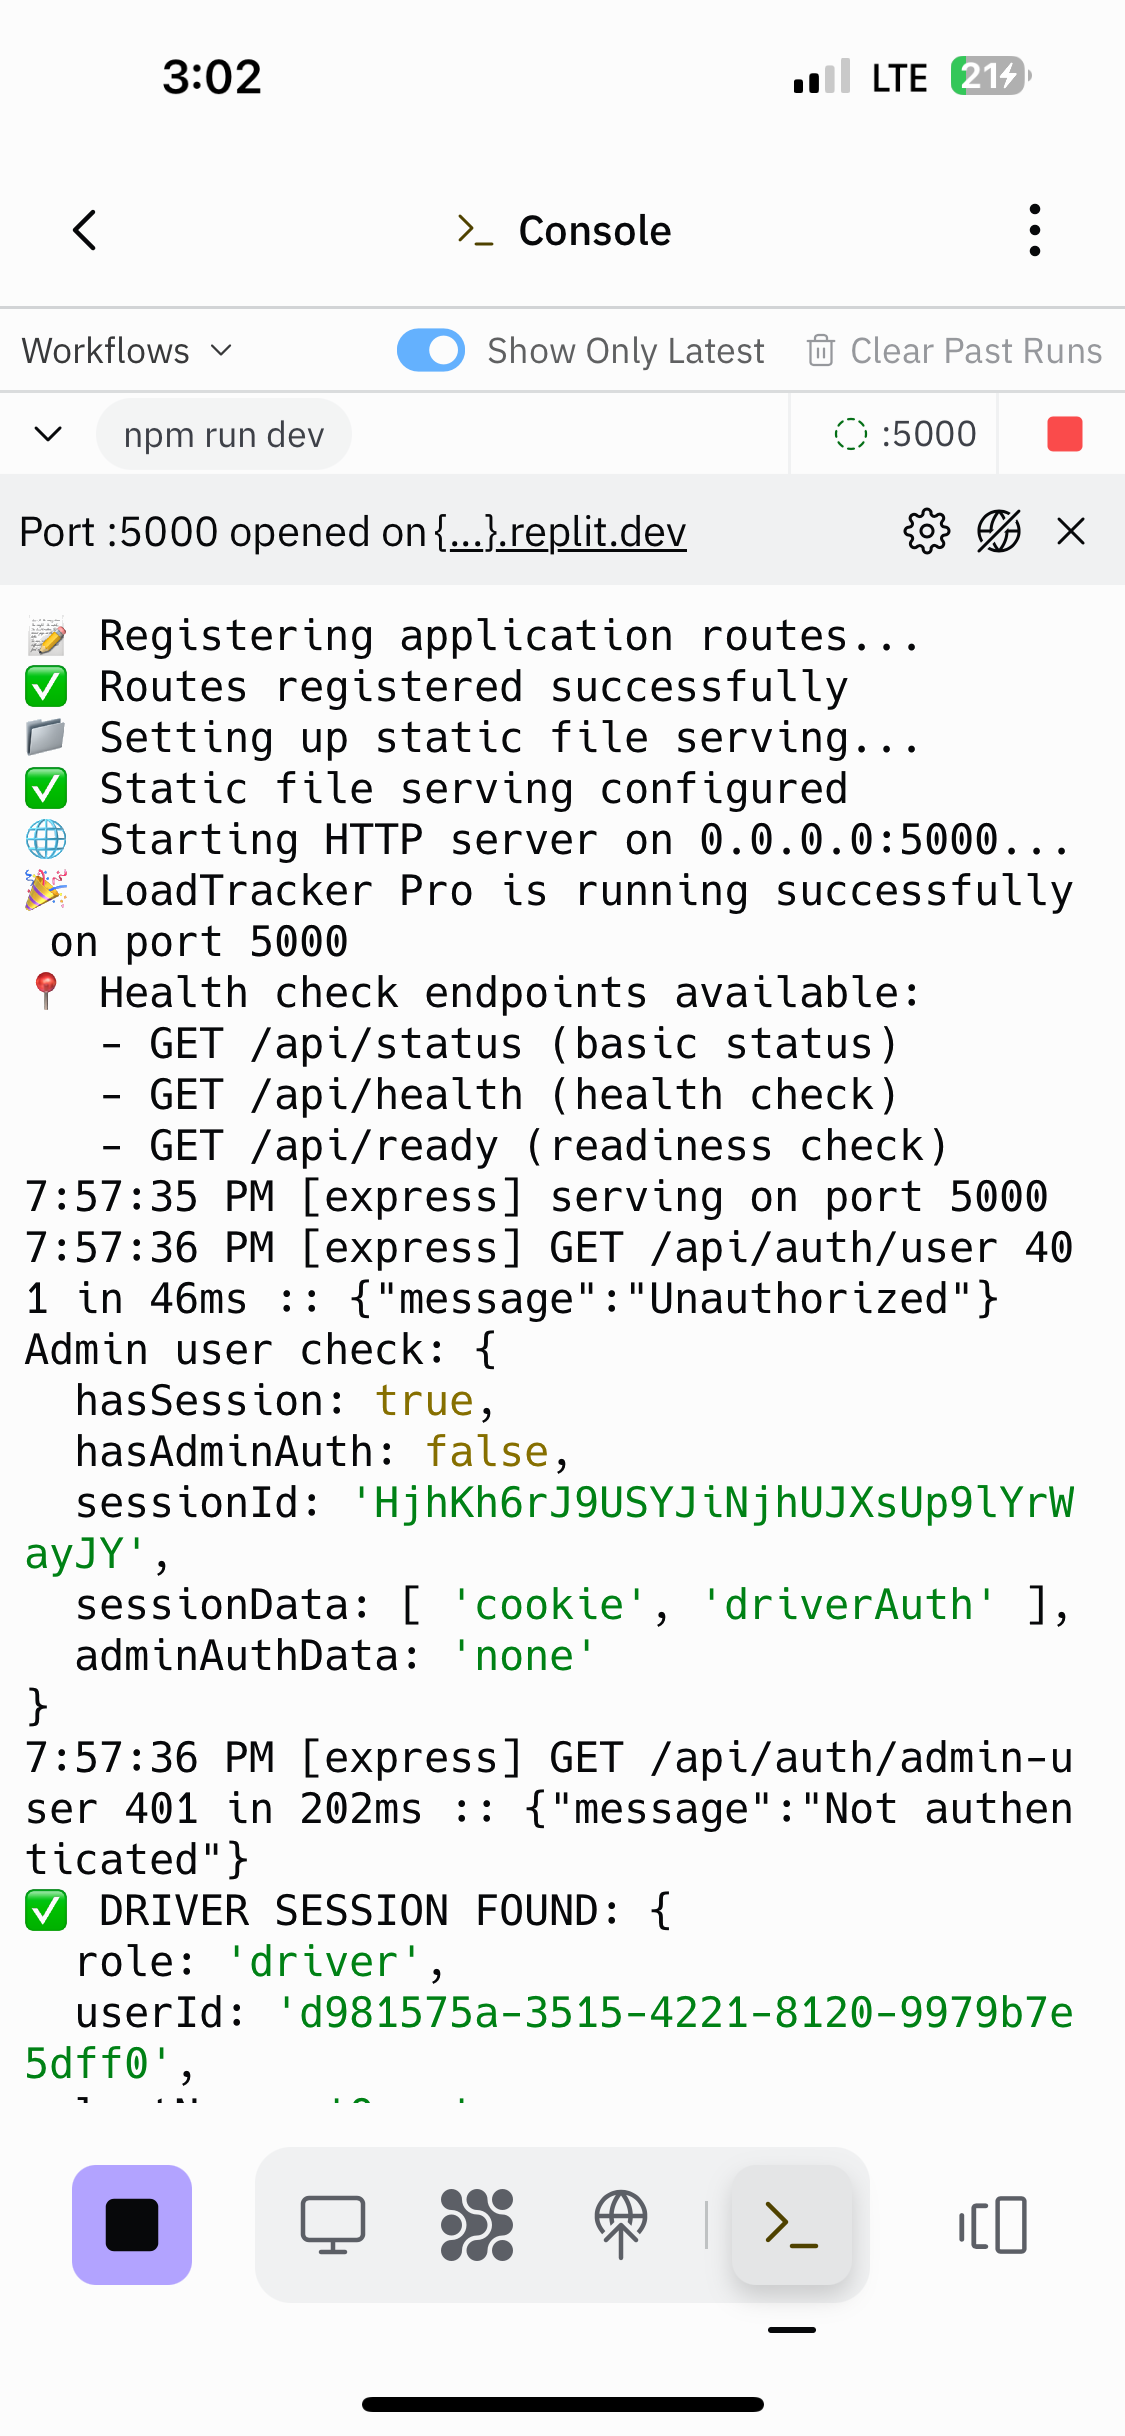 3:02
LTE
21
Console
Workflows
Show Only Latest
Clear Past Runs
npm run dev
:5000
Port :5000 opened on {...}.replit.dev
📝 Registering application routes...
✅ Routes registered successfully
📁 Setting up static file serving...
✅ Static file serving configured
🌐 Starting HTTP server on 0.0.0.0:5000...
🎉 LoadTracker Pro is running successfully
on port 5000
📍 Health check endpoints available:
- GET /api/status (basic status)
- GET /api/health (health check)
- GET /api/ready (readiness check)
7:57:35 PM [express] serving on port 5000
7:57:36 PM [express] GET /api/auth/user 40
1 in 46ms :: {"message":"Unauthorized"}
Admin user check: {
hasSession: true,
hasAdminAuth: false,
sessionId: 'HjhKh6rJ9USYJiNjhUJXsUp9lYrW
ayJY',
sessionData: [ 'cookie', 'driverAuth' ],
adminAuthData: 'none'
}
7:57:36 PM [express] GET /api/auth/admin-u
ser 401 in 202ms :: {"message":"Not authen
ticated"}
✅ DRIVER SESSION FOUND: {
role: 'driver',
userId: 'd981575a-3515-4221-8120-9979b7e
5dff0',